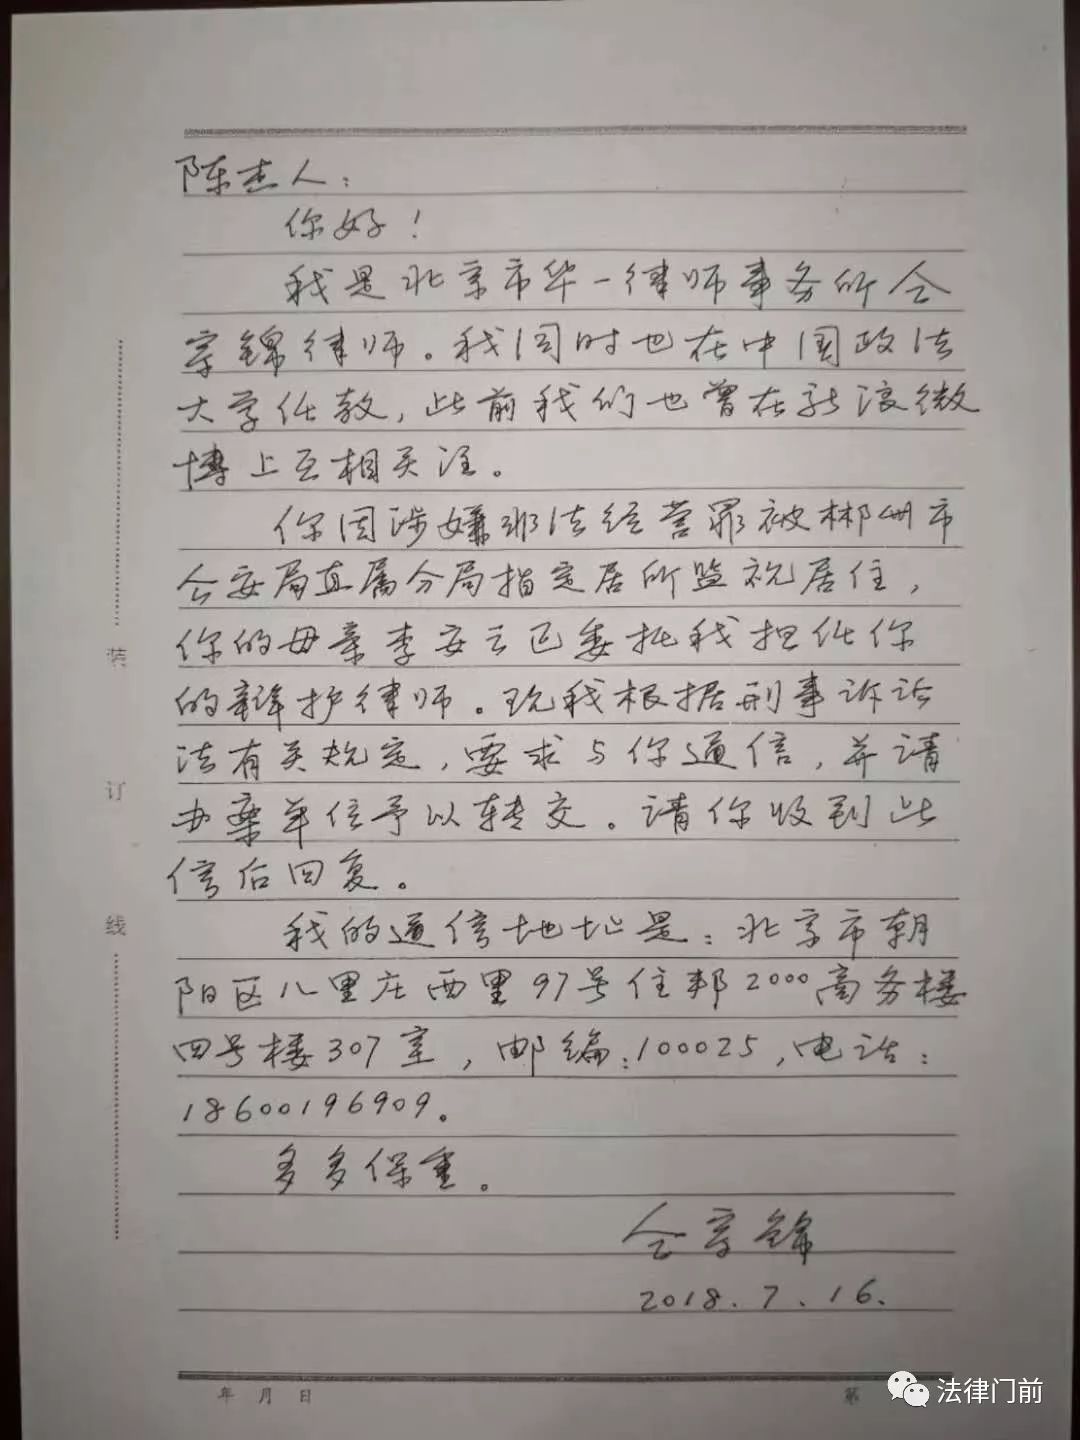 陈杰人：
你好！
我是北京市华一律师事务所仝
宗锦律师。我同时也在中国政法
大学任教，此前我们也曾在新浪微
博上互相关注。
你因涉嫌非法经营罪被郴州市
公安局直属分局指定居所监视居住，
你的母亲李安云已委托我担任你
的辩护律师。现我根据刑事诉讼
法有关规定，要求与你通信，并请
办案单位予以转交。请你收到此
信后回复。
我的通信地址是：北京市朝
阳区八里庄西里97号住邦2000商务楼
四号楼307室，邮编：100025，电话：
18600196909。
多多保重。
仝宗锦
2018.7.16.
装
订
线
年 月 日
第
法律门前